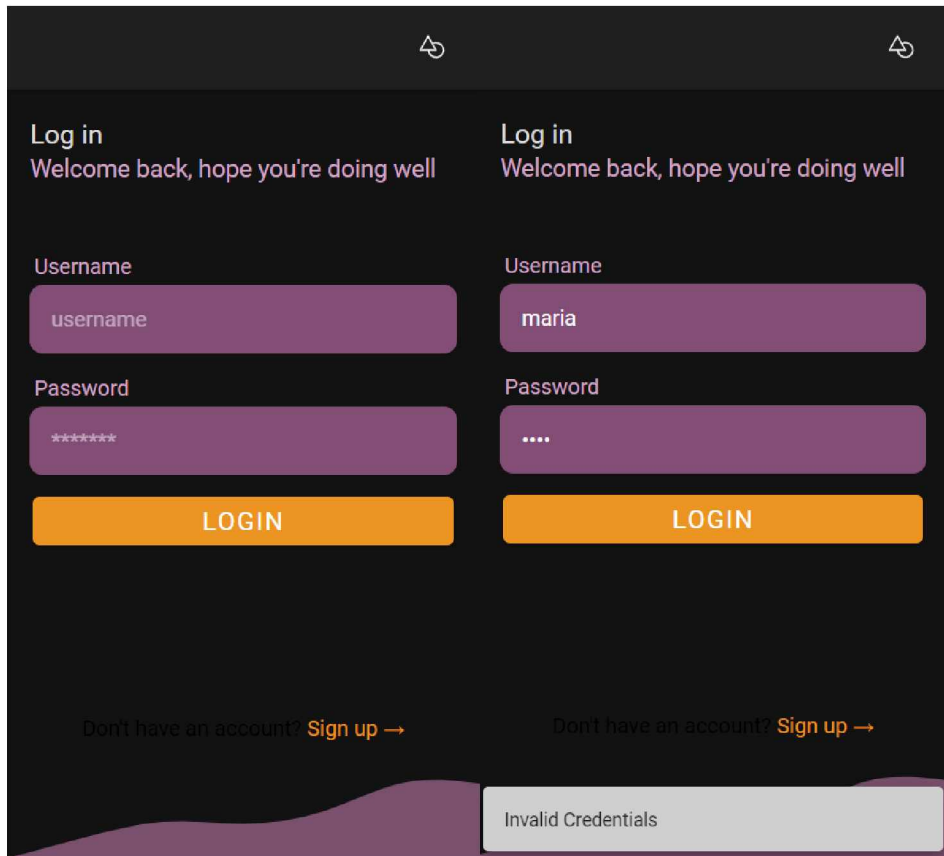 Log in
Welcome back, hope you're doing well
Username
username
Password
*******
LOGIN
Don't have an account? Sign up →
Log in
Welcome back, hope you're doing well
Username
maria
Password
••••
LOGIN
Don't have an account? Sign up →
Invalid Credentials